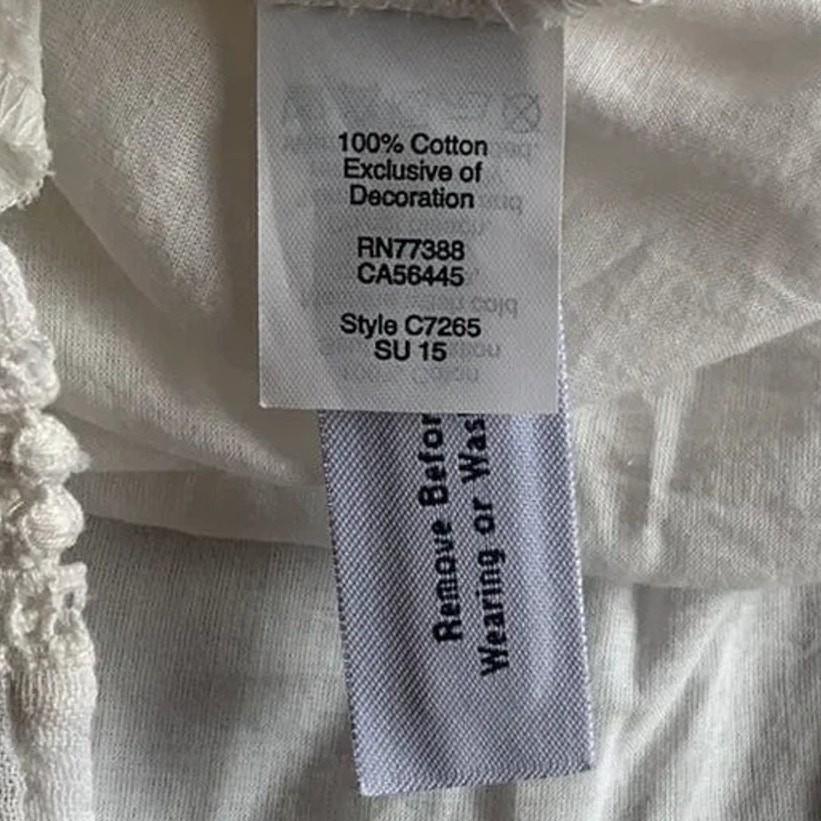 100% Cotton
Exclusive of
Decoration
RN77388
CA56445
Style C7265
SU 15
Remove Befor
Wearing or Was